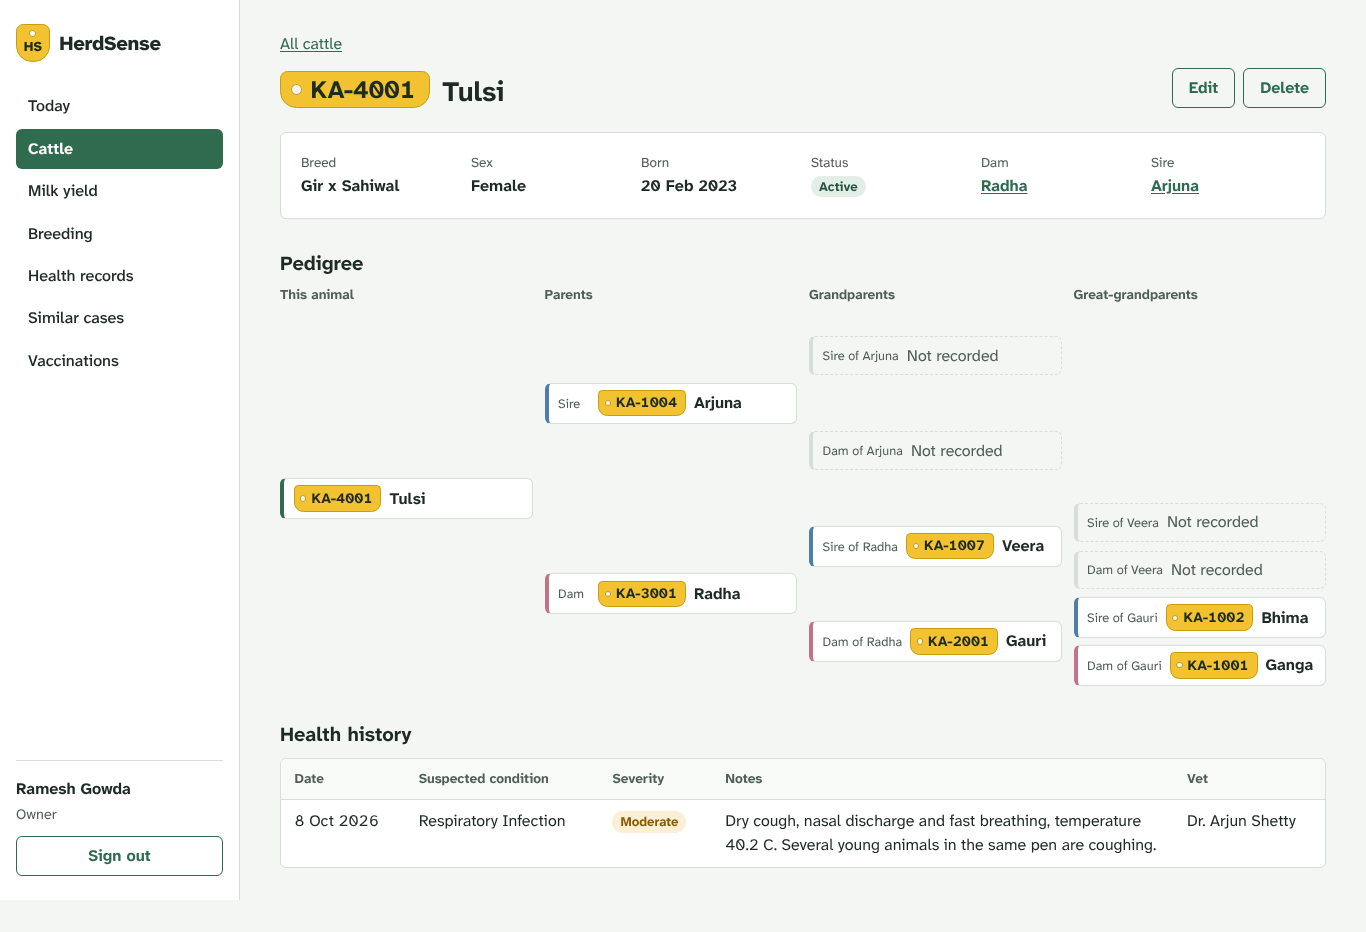 HS HerdSense
Today
Cattle
Milk yield
Breeding
Health records
Similar cases
Vaccinations
Ramesh Gowda
Owner
Sign out
All cattle
KA-4001 Tulsi
Edit Delete
Breed Sex Born Status Dam Sire
Gir x Sahiwal Female 20 Feb 2023 Active Radha Arjuna
Pedigree
This animal Parents Grandparents Great-grandparents
Sire of Arjuna Not recorded
Sire KA-1004 Arjuna
Dam of Arjuna Not recorded
KA-4001 Tulsi
Sire of Veera Not recorded
Sire of Radha KA-1007 Veera
Dam of Veera Not recorded
Dam KA-3001 Radha
Sire of Gauri KA-1002 Bhima
Dam of Radha KA-2001 Gauri
Dam of Gauri KA-1001 Ganga
Health history
Date Suspected condition Severity Notes Vet
8 Oct 2026 Respiratory Infection Moderate Dry cough, nasal discharge and fast breathing, temperature Dr. Arjun Shetty
40.2 C. Several young animals in the same pen are coughing.